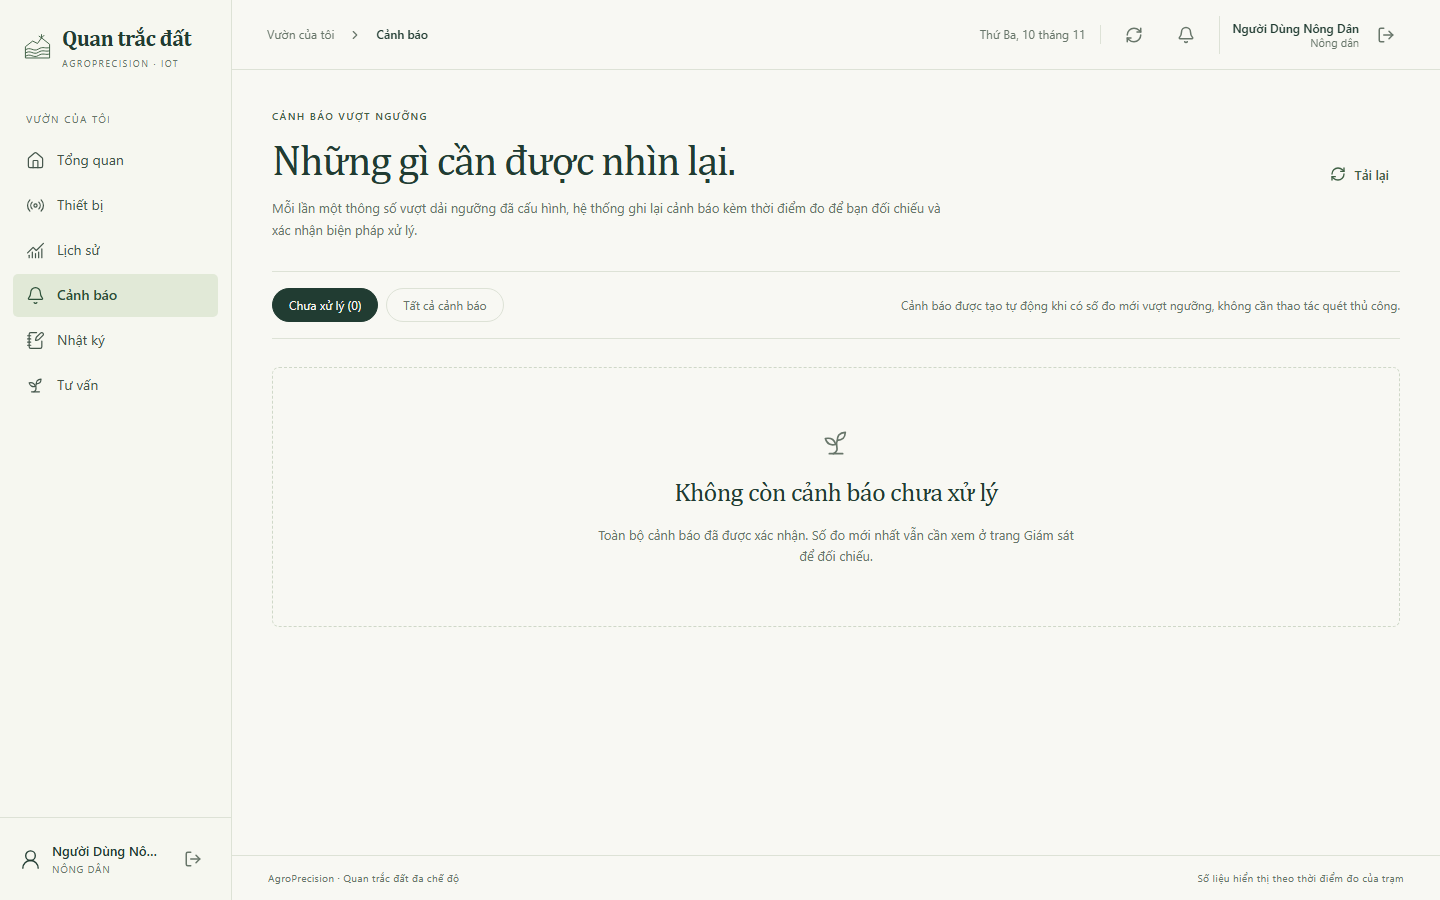 Quan trắc đất
AGROPRECISION · IOT
VƯỜN CỦA TÔI
Tổng quan
Thiết bị
Lịch sử
Cảnh báo
Nhật ký
Tư vấn
Người Dùng Nô...
NÔNG DÂN
Vườn của tôi
Cảnh báo
Thứ Ba, 10 tháng 11
Người Dùng Nông Dân
Nông dân
CẢNH BÁO VƯỢT NGƯỠNG
Những gì cần được nhìn lại.
Mỗi lần một thông số vượt dải ngưỡng đã cấu hình, hệ thống ghi lại cảnh báo kèm thời điểm đo để bạn đối chiếu và
xác nhận biện pháp xử lý.
Tải lại
Chưa xử lý (0)
Tất cả cảnh báo
Cảnh báo được tạo tự động khi có số đo mới vượt ngưỡng, không cần thao tác quét thủ công.
Không còn cảnh báo chưa xử lý
Toàn bộ cảnh báo đã được xác nhận. Số đo mới nhất vẫn cần xem ở trang Giám sát
để đối chiếu.
AgroPrecision · Quan trắc đất đa chế độ
Số liệu hiển thị theo thời điểm đo của trạm